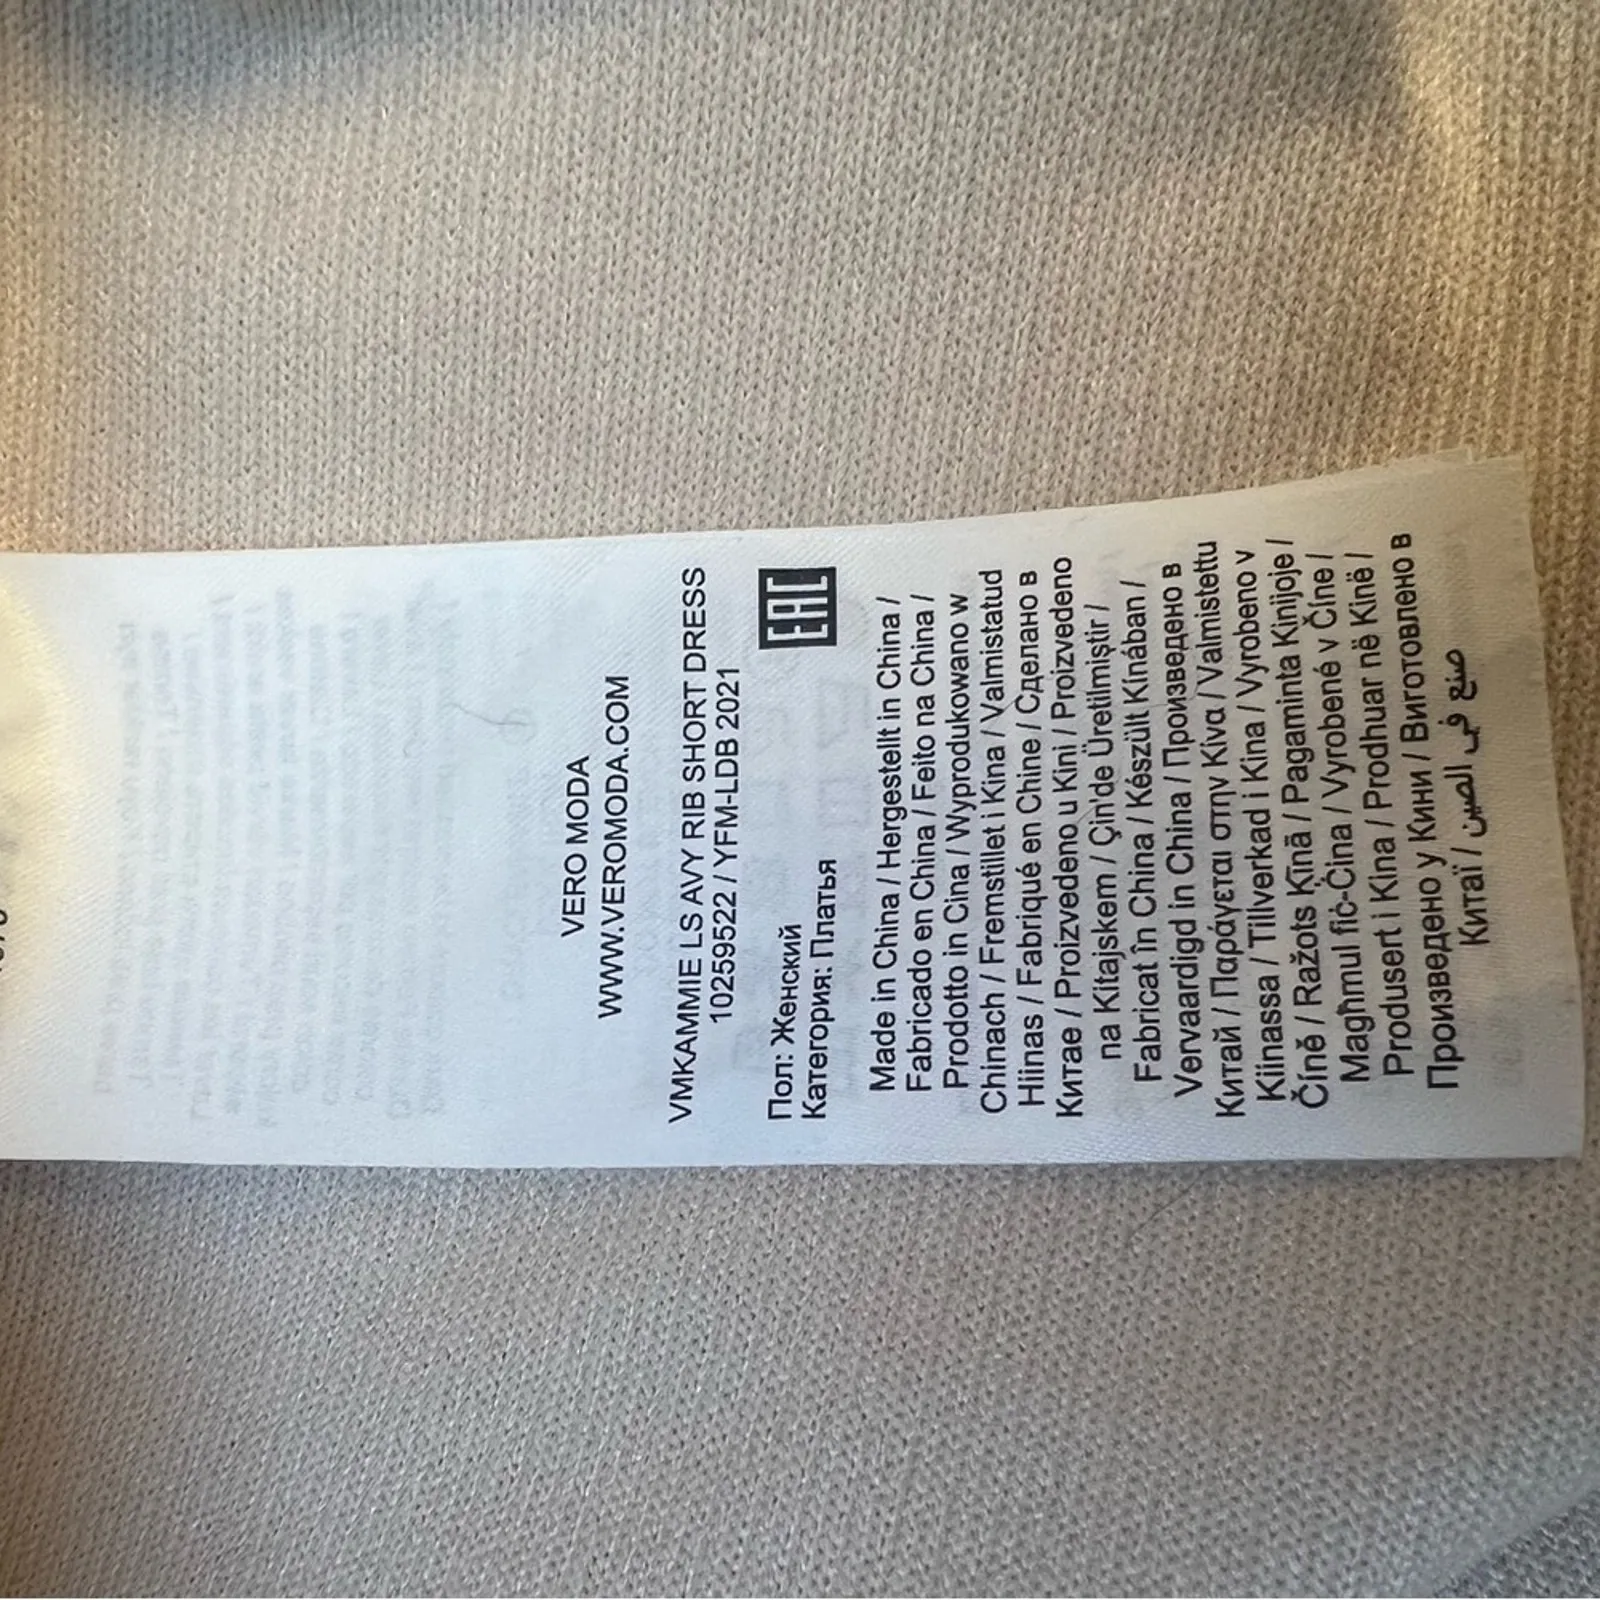 VERO MODA
WWW.VEROMODA.COM
VMKAMMIE LS AVY RIB SHORT DRESS
10259522 / YFM-LDB 2021
Пол: Женский
Категория: Платья
EAC
Made in China / Hergestellt in China /
Fabricado en China / Feito na China /
Prodotto in Cina / Wyprodukowano w
Chinach / Fremstillet i Kina / Valmistatud
Hiinas / Fabriqué en Chine / Сделано в
Китае / Proizvedeno u Kini / Proizvedeno
na Kitajskem / Çin'de Üretilmiştir /
Fabricat în China / Készült Kínában /
Vervaardigd in China / Произведено в
Китай / Παράγεται στην Κίνα / Valmistettu
Kiinassa / Tillverkad i Kina / Vyrobeno v
Číně / Ražots Ķīnā / Pagaminta Kinijoje /
Magħmul fiċ-Ċina / Vyrobené v Číne /
Produsert i Kina / Prodhuar në Kinë /
Произведено у Кини / Виготовлено в
Китаї / صنع في الصين